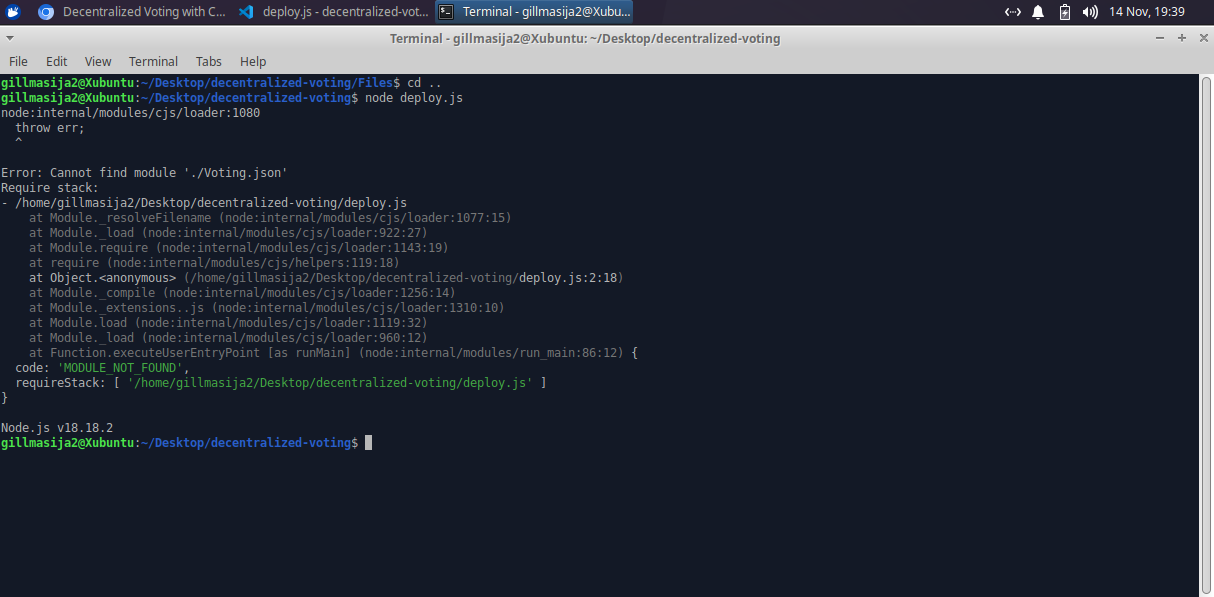 Decentralized Voting with C... deploy.js - decentralized-vot... Terminal - gillmasija2@Xubu... 14 Nov, 19:39
Terminal - gillmasija2@Xubuntu: ~/Desktop/decentralized-voting
File Edit View Terminal Tabs Help
gillmasija2@Xubuntu:~/Desktop/decentralized-voting/Files$ cd ..
gillmasija2@Xubuntu:~/Desktop/decentralized-voting$ node deploy.js
node:internal/modules/cjs/loader:1080
  throw err;
  ^

Error: Cannot find module './Voting.json'
Require stack:
- /home/gillmasija2/Desktop/decentralized-voting/deploy.js
    at Module._resolveFilename (node:internal/modules/cjs/loader:1077:15)
    at Module._load (node:internal/modules/cjs/loader:922:27)
    at Module.require (node:internal/modules/cjs/loader:1143:19)
    at require (node:internal/modules/cjs/helpers:119:18)
    at Object.<anonymous> (/home/gillmasija2/Desktop/decentralized-voting/deploy.js:2:18)
    at Module._compile (node:internal/modules/cjs/loader:1256:14)
    at Module._extensions..js (node:internal/modules/cjs/loader:1310:10)
    at Module.load (node:internal/modules/cjs/loader:1119:32)
    at Module._load (node:internal/modules/cjs/loader:960:12)
    at Function.executeUserEntryPoint [as runMain] (node:internal/modules/run_main:86:12) {
  code: 'MODULE_NOT_FOUND',
  requireStack: [ '/home/gillmasija2/Desktop/decentralized-voting/deploy.js' ]
}

Node.js v18.18.2
gillmasija2@Xubuntu:~/Desktop/decentralized-voting$